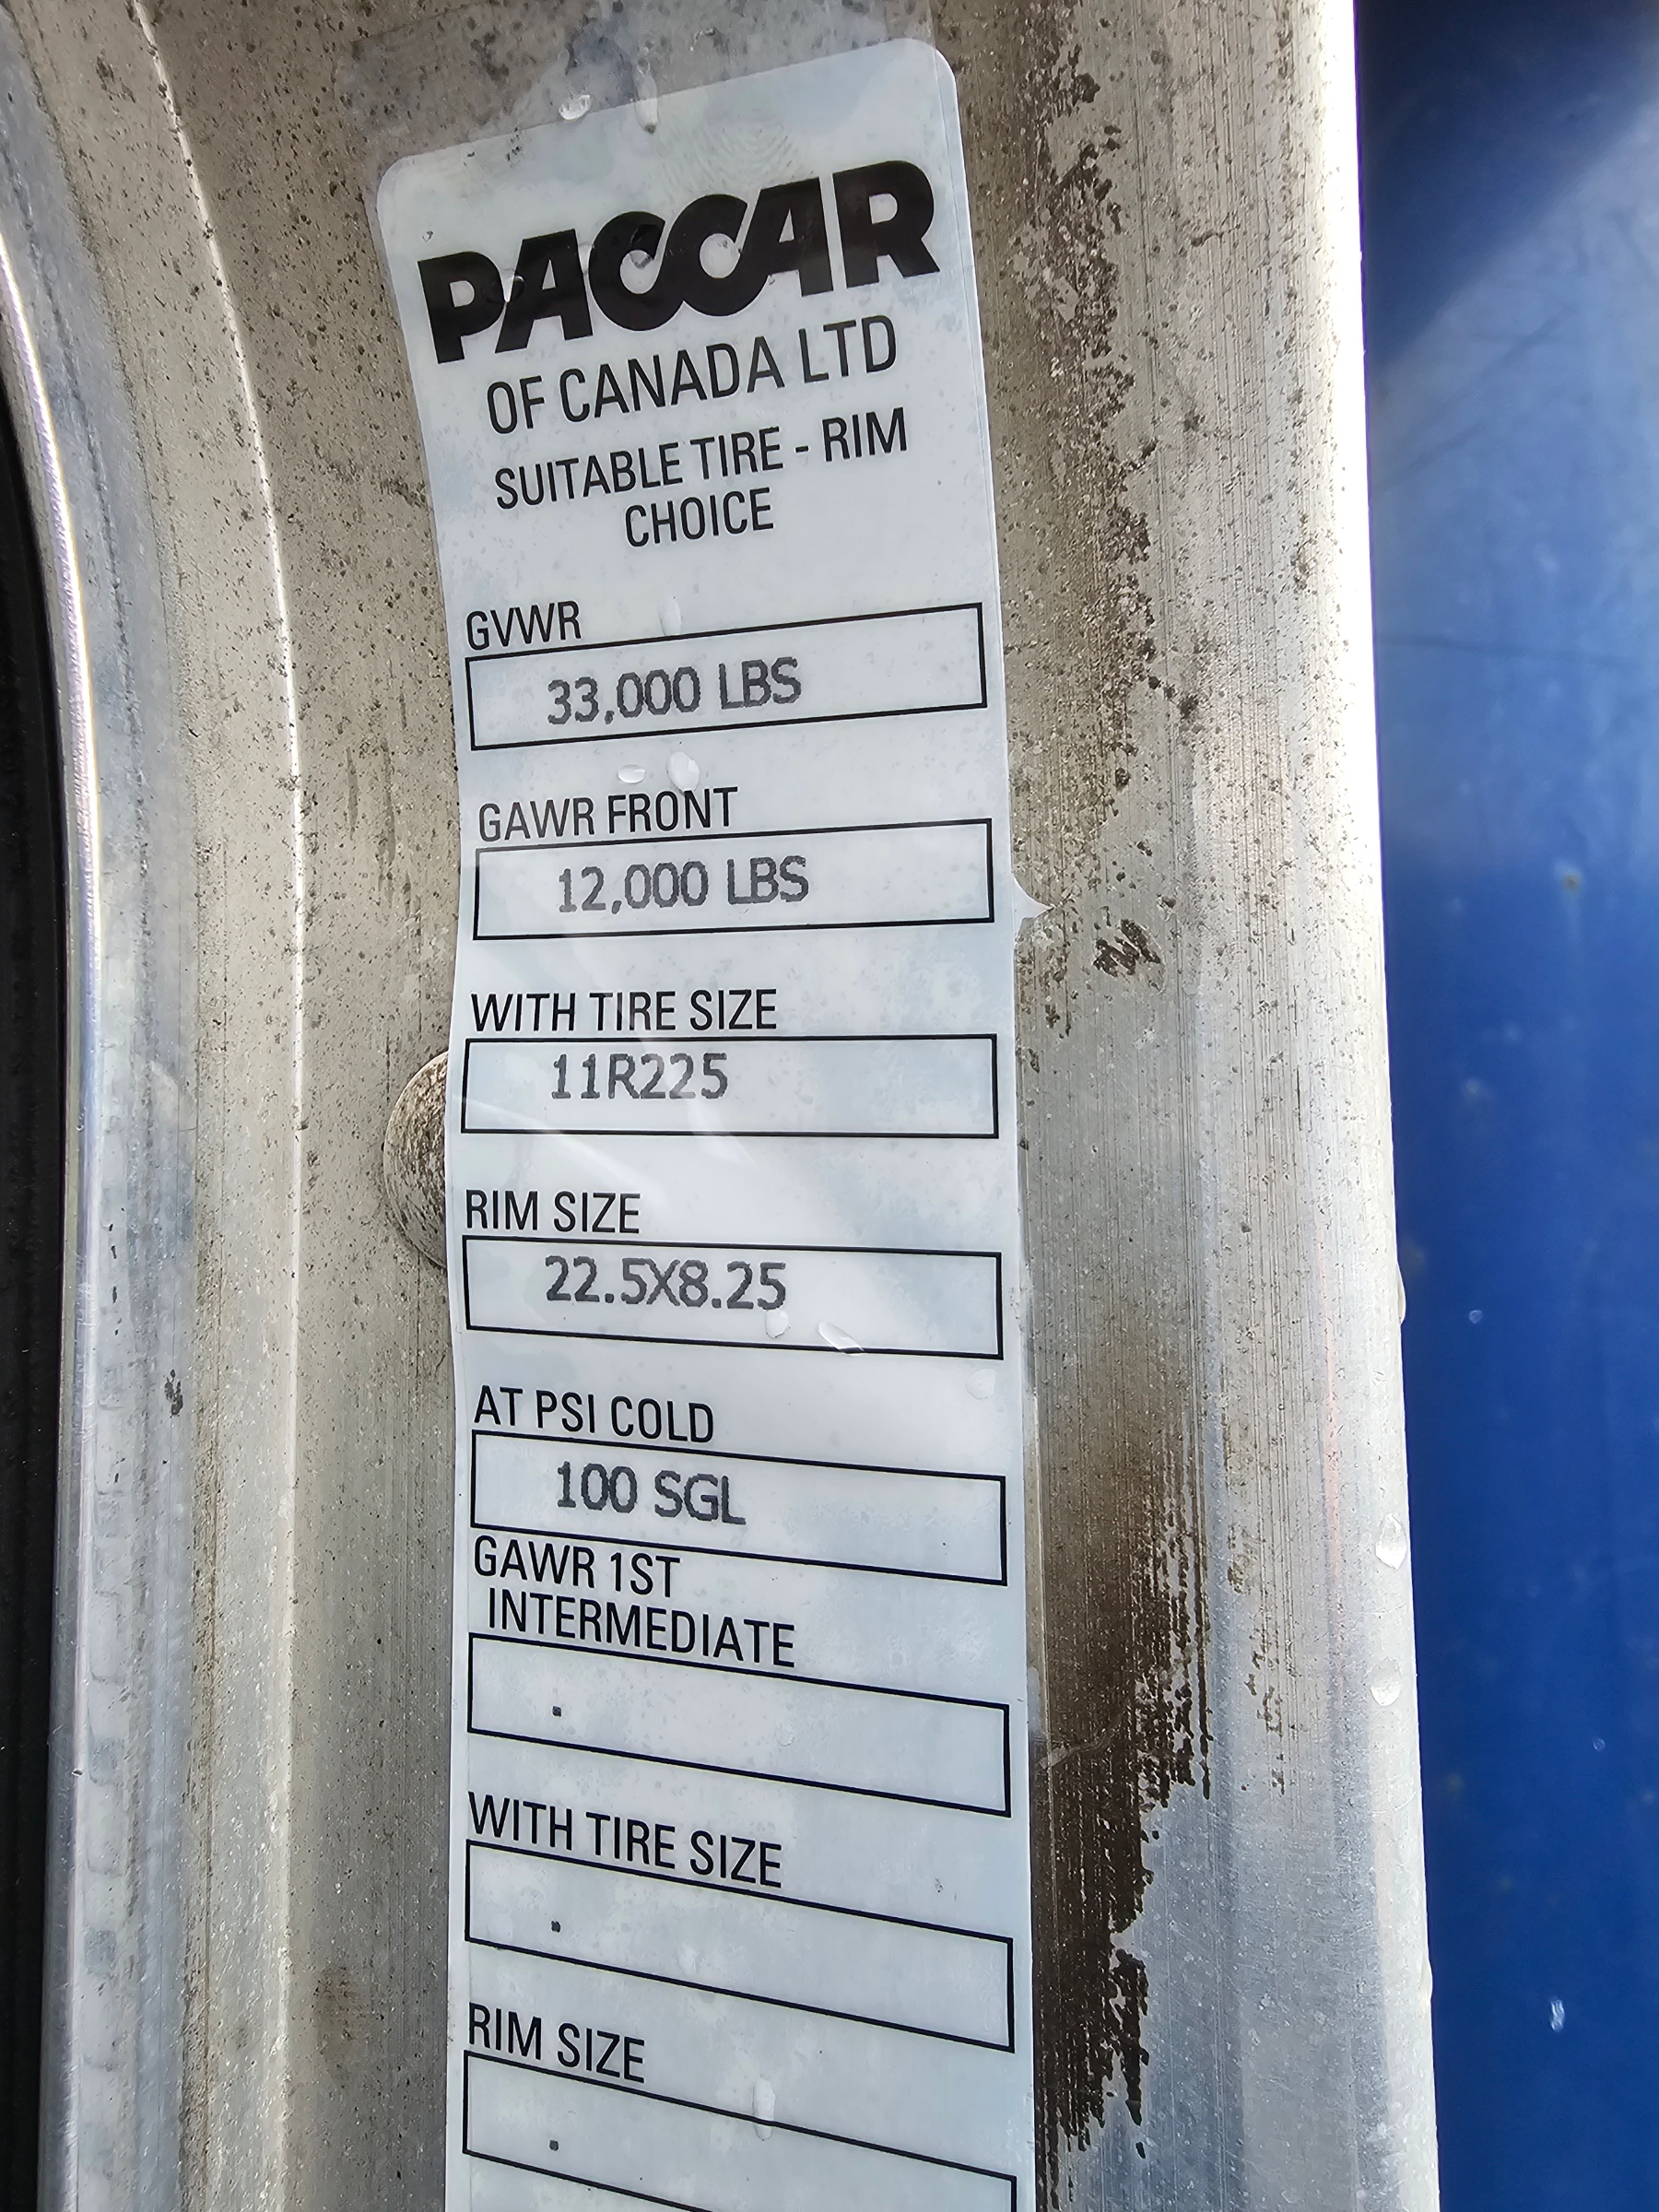 PACCAR
OF CANADA LTD
SUITABLE TIRE - RIM
CHOICE
GVWR
33,000 LBS
GAWR FRONT
12,000 LBS
WITH TIRE SIZE
11R225
RIM SIZE
22.5X8.25
AT PSI COLD
100 SGL
GAWR 1ST
INTERMEDIATE
.
WITH TIRE SIZE
.
RIM SIZE
.